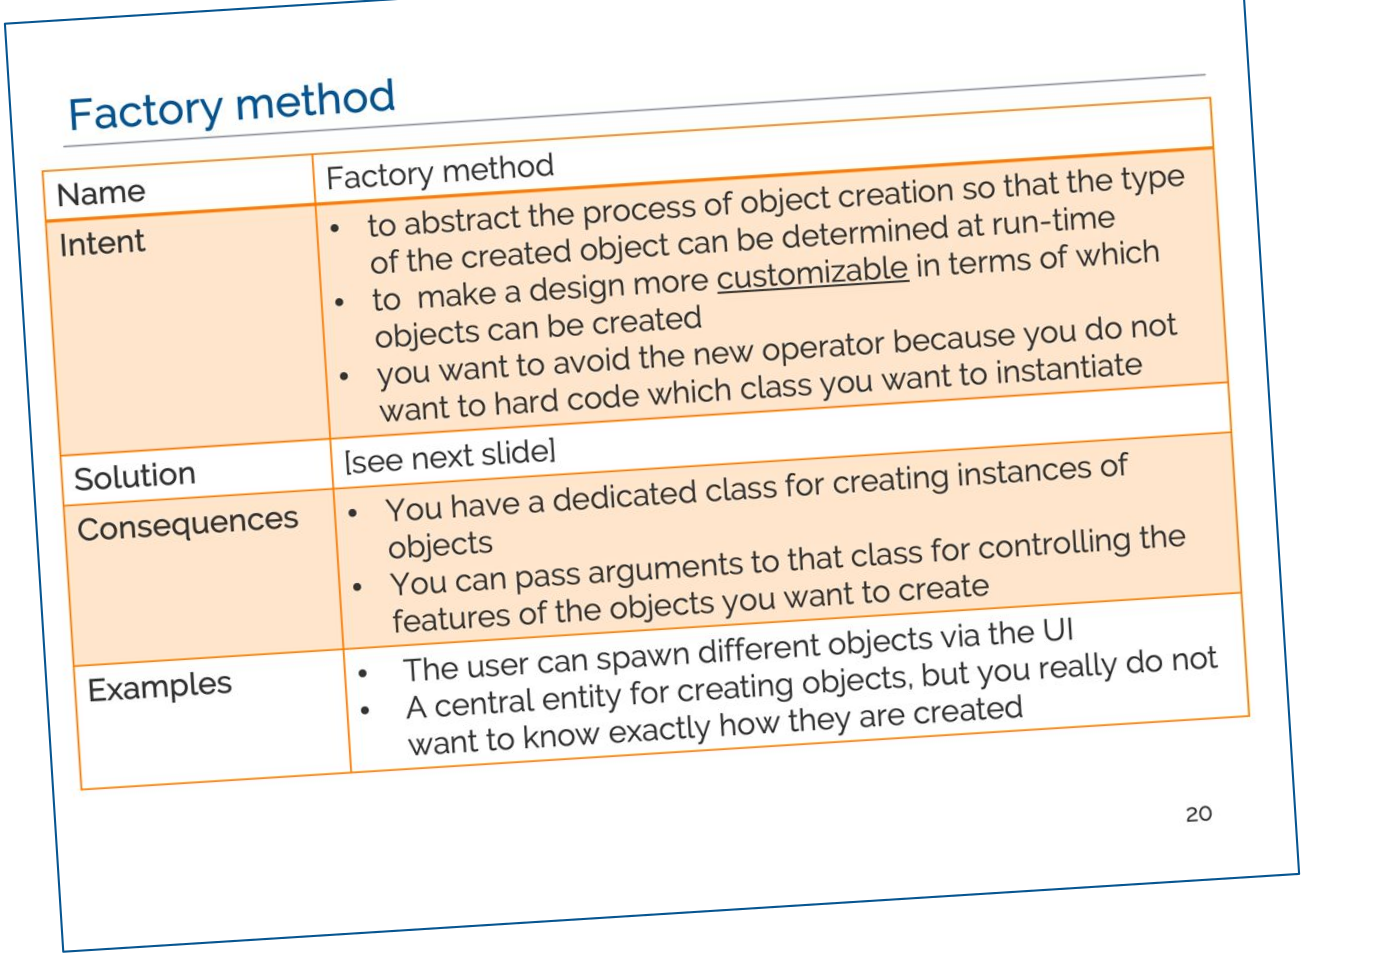 Factory method
Name
Factory method
Intent
• to abstract the process of object creation so that the type
of the created object can be determined at run-time
• to  make a design more customizable in terms of which
objects can be created
• you want to avoid the new operator because you do not
want to hard code which class you want to instantiate
Solution
[see next slide]
Consequences
• You have a dedicated class for creating instances of
objects
• You can pass arguments to that class for controlling the
features of the objects you want to create
Examples
• The user can spawn different objects via the UI
• A central entity for creating objects, but you really do not
want to know exactly how they are created
20